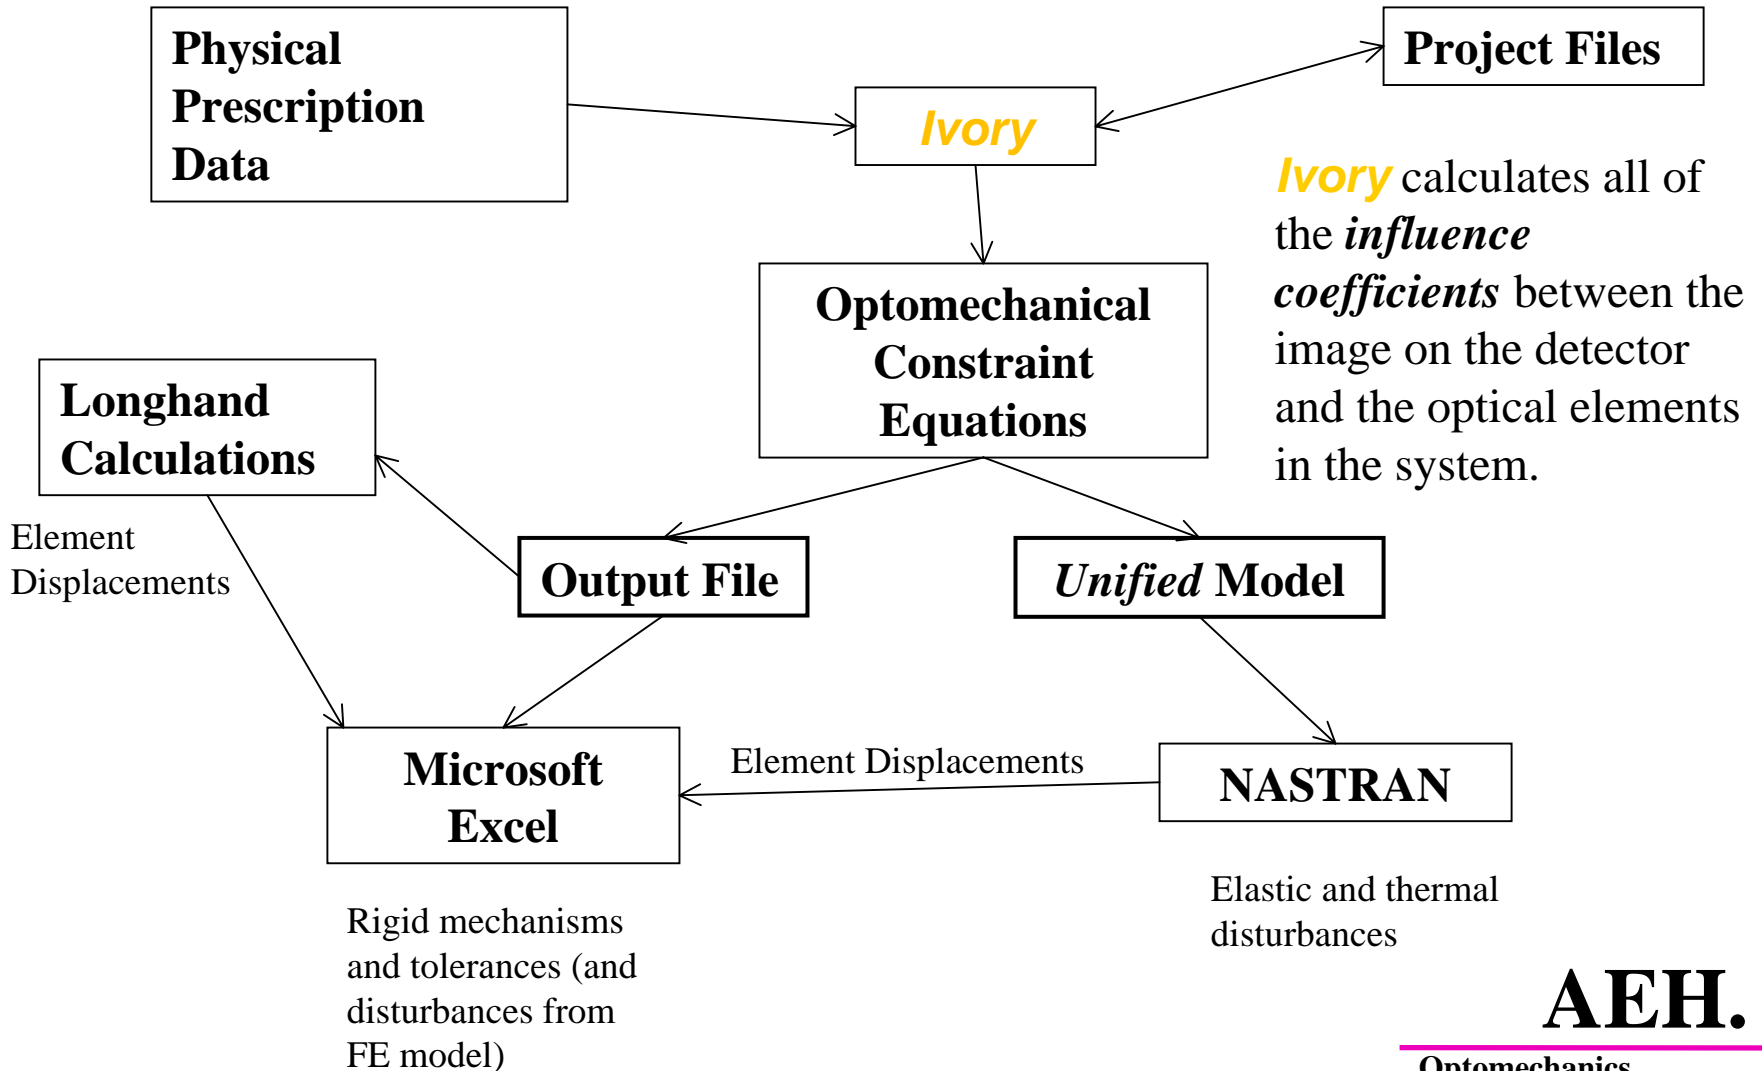 Physical
Prescription
Data
Project Files
Ivory
Ivory calculates all of
the influence
coefficients between the
image on the detector
and the optical elements
in the system.
Optomechanical
Constraint
Equations
Longhand
Calculations
Element
Displacements
Output File
Unified Model
Microsoft
Excel
Element Displacements
NASTRAN
Rigid mechanisms
and tolerances (and
disturbances from
FE model)
Elastic and thermal
disturbances
AEH.
Optomechanics